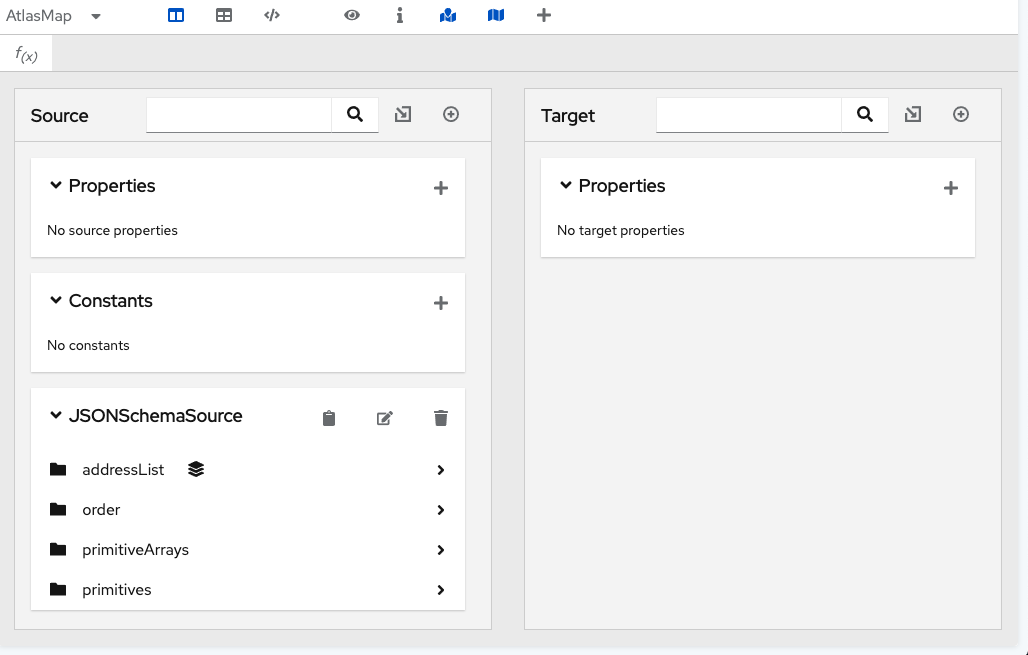 AtlasMap
f(x)
Source
Properties
No source properties
Constants
No constants
JSONSchemaSource
addressList
order
primitiveArrays
primitives
Target
Properties
No target properties